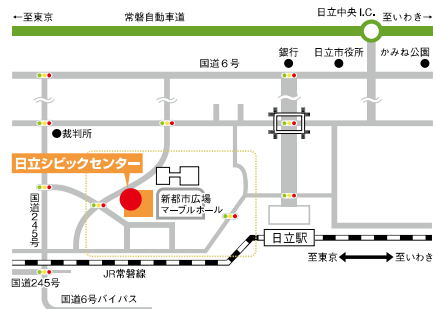 ←至東京
常磐自動車道
日立中央I.C.
至いわき→
国道6号
銀行
日立市役所
かみね公園
裁判所
日立シビックセンター
新都市広場
マーブルホール
国道245号
日立駅
JR常磐線
至東京
至いわき
国道245号
国道6号バイパス